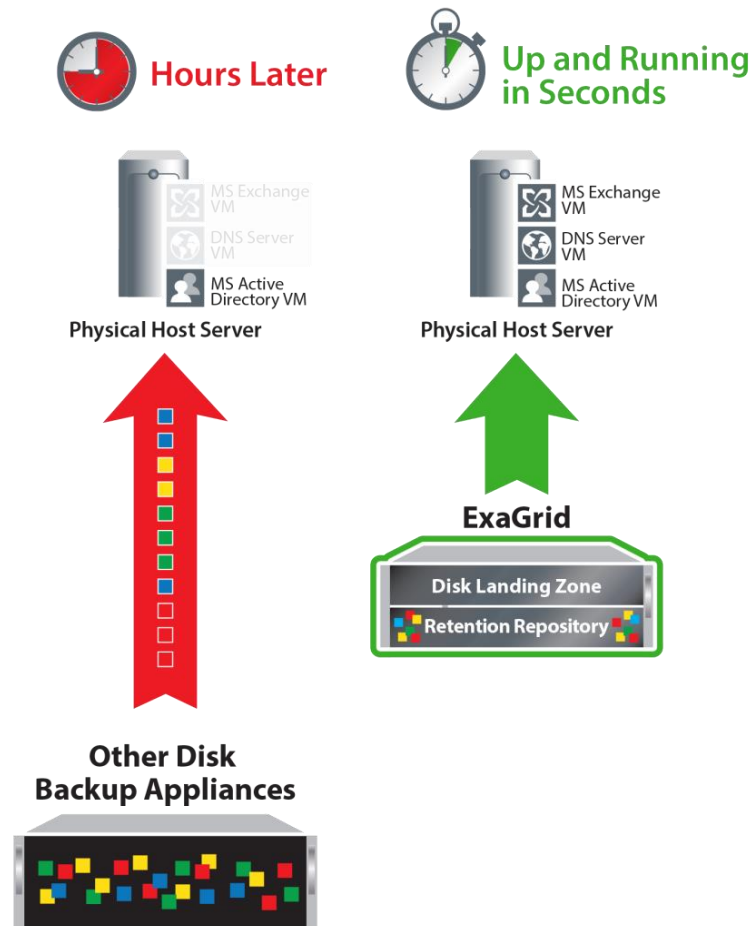 Hours Later
Up and Running
in Seconds
MS Exchange
VM
DNS Server
VM
MS Active
Directory VM
Physical Host Server
MS Exchange
VM
DNS Server
VM
MS Active
Directory VM
Physical Host Server
ExaGrid
Disk Landing Zone
Retention Repository
Other Disk
Backup Appliances